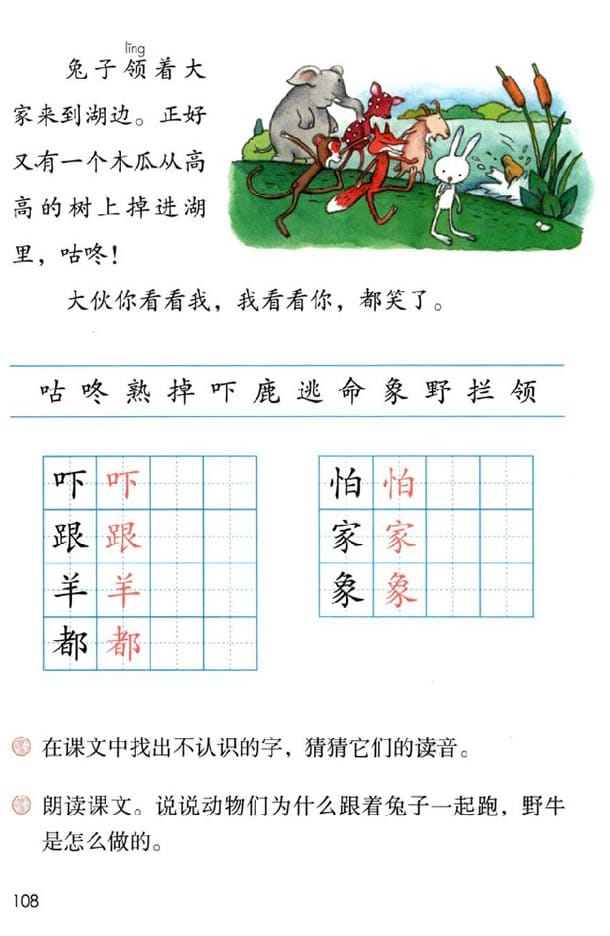 lǐng
兔子领着大
家来到湖边。正好
又有一个木瓜从高
高的树上掉进湖
里，咕咚！
大伙你看看我，我看看你，都笑了。
咕 咚 熟 掉 吓 鹿 逃 命 象 野 拦 领
吓 吓 怕 怕
跟 跟 家 家
羊 羊 象 象
都 都
在课文中找出不认识的字，猜猜它们的读音。
朗读课文。说说动物们为什么跟着兔子一起跑，野牛
是怎么做的。
108